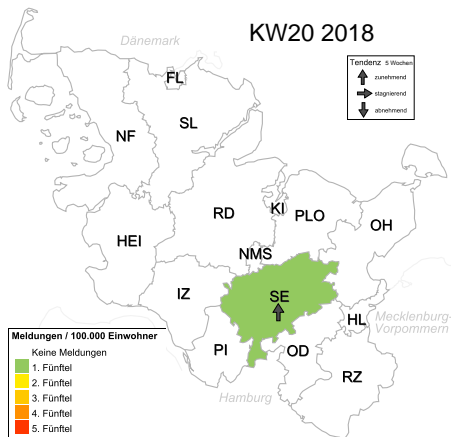 KW20 2018
Dänemark
Tendenz 5 Wochen
zunehmend
stagnierend
abnehmend
FL
SL
NF
RD
KI
PLO
OH
HEI
NMS
IZ
SE
HL
Mecklenburg-
Vorpommern
PI
OD
RZ
Hamburg
Meldungen / 100.000 Einwohner
Keine Meldungen
1. Fünftel
2. Fünftel
3. Fünftel
4. Fünftel
5. Fünftel